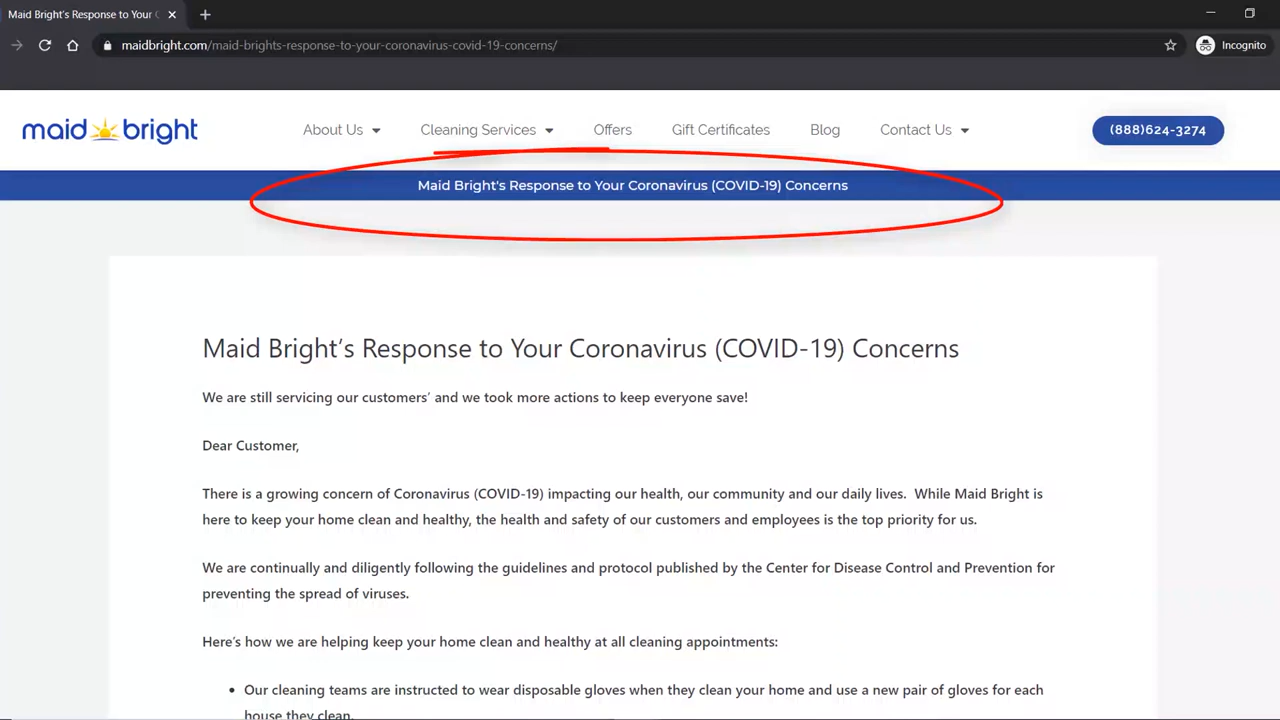 Maid Bright's Response to Your C
maidbright.com/maid-brights-response-to-your-coronavirus-covid-19-concerns/
Incognito
maid bright
About Us
Cleaning Services
Offers
Gift Certificates
Blog
Contact Us
(888)624-3274
Maid Bright's Response to Your Coronavirus (COVID-19) Concerns
Maid Bright’s Response to Your Coronavirus (COVID-19) Concerns
We are still servicing our customers’ and we took more actions to keep everyone save!
Dear Customer,
There is a growing concern of Coronavirus (COVID-19) impacting our health, our community and our daily lives.  While Maid Bright is
here to keep your home clean and healthy, the health and safety of our customers and employees is the top priority for us.
We are continually and diligently following the guidelines and protocol published by the Center for Disease Control and Prevention for
preventing the spread of viruses.
Here’s how we are helping keep your home clean and healthy at all cleaning appointments:
• Our cleaning teams are instructed to wear disposable gloves when they clean your home and use a new pair of gloves for each
house they clean.